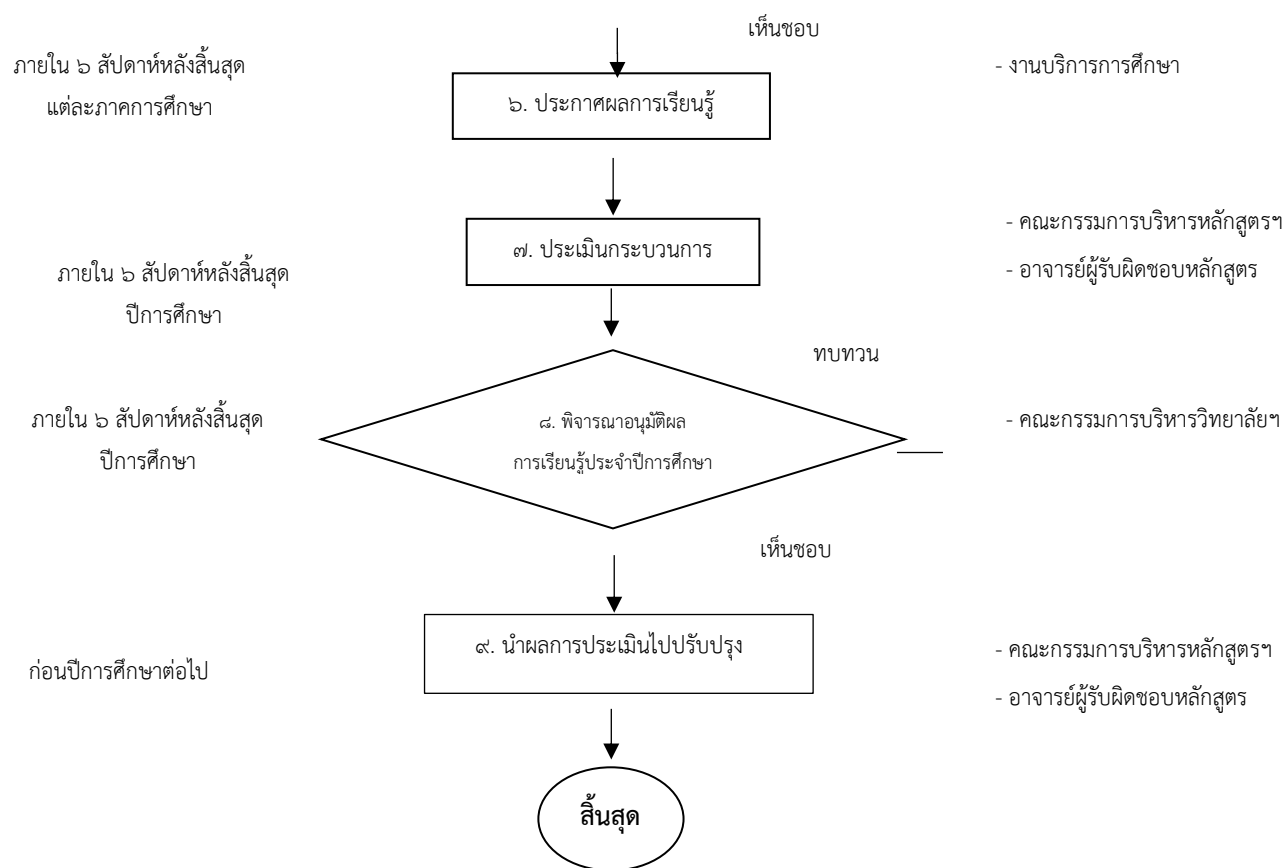 เห็นชอบ
ภายใน ๖ สัปดาห์หลังสิ้นสุด
แต่ละภาคการศึกษา
๖. ประกาศผลการเรียนรู้
- งานบริการการศึกษา
ภายใน ๖ สัปดาห์หลังสิ้นสุด
ปีการศึกษา
๗. ประเมินกระบวนการ
- คณะกรรมการบริหารหลักสูตรฯ
- อาจารย์ผู้รับผิดชอบหลักสูตร
ทบทวน
ภายใน ๖ สัปดาห์หลังสิ้นสุด
ปีการศึกษา
๘. พิจารณาอนุมัติผล
การเรียนรู้ประจำปีการศึกษา
- คณะกรรมการบริหารวิทยาลัยฯ
เห็นชอบ
ก่อนปีการศึกษาต่อไป
๙. นำผลการประเมินไปปรับปรุง
- คณะกรรมการบริหารหลักสูตรฯ
- อาจารย์ผู้รับผิดชอบหลักสูตร
สิ้นสุด